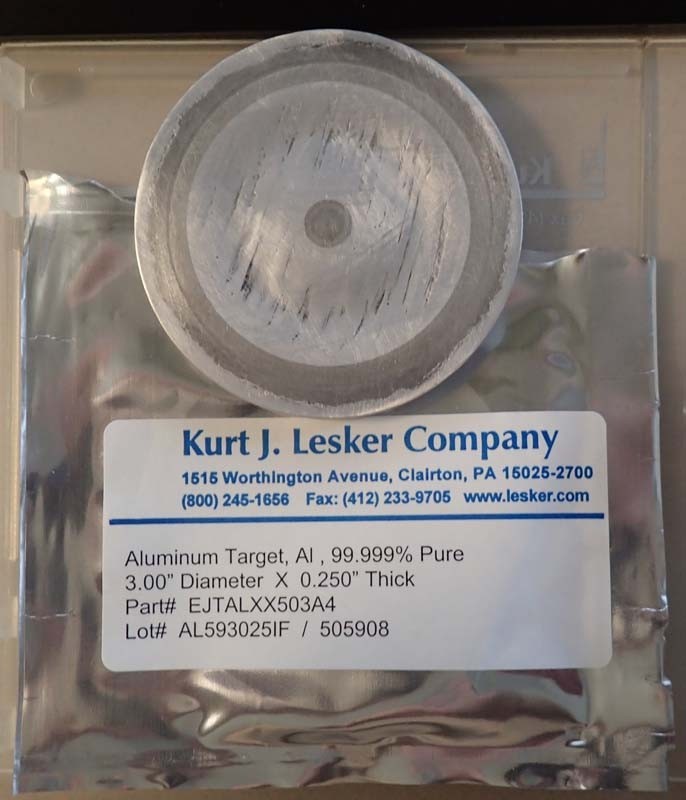 Kurt J. Lesker Company
1515 Worthington Avenue, Clairton, PA 15025-2700
(800) 245-1656 Fax: (412) 233-9705 www.lesker.com
Aluminum Target, Al , 99.999% Pure
3.00" Diameter X 0.250" Thick
Part# EJTALXX503A4
Lot# AL593025IF / 505908